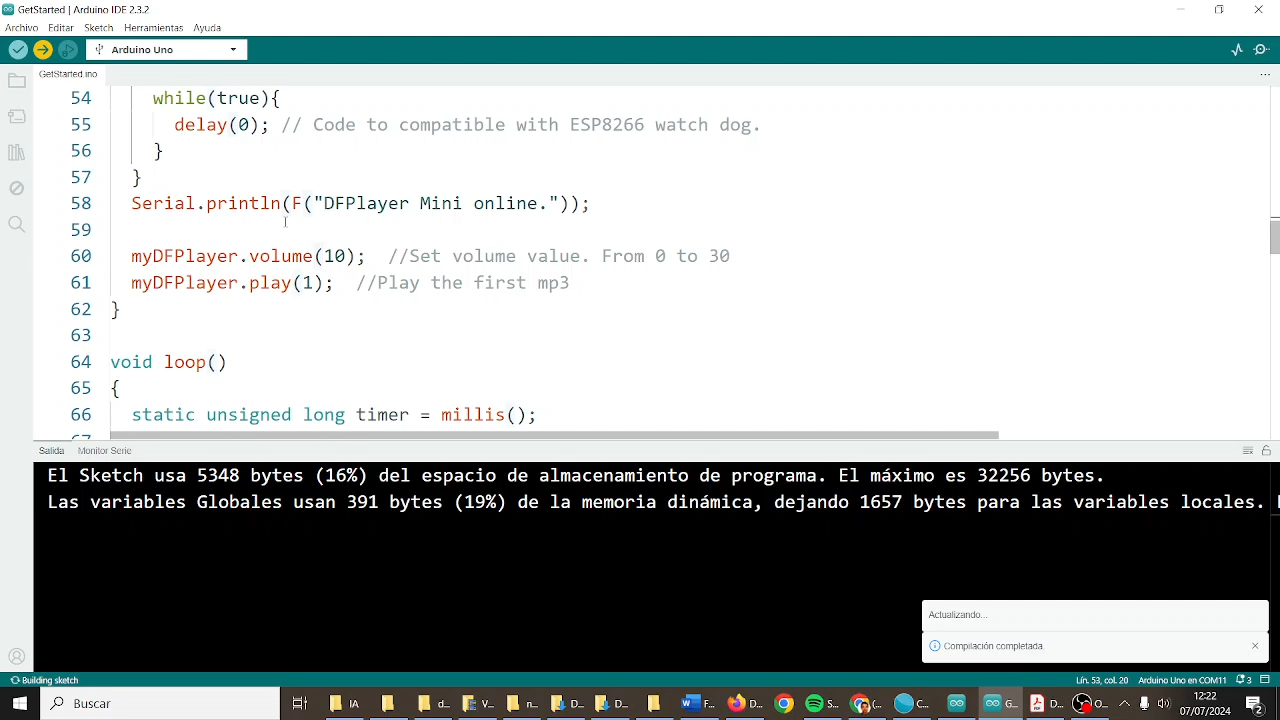 GetStarted | Arduino IDE 2.3.2
Archivo Editar Sketch Herramientas Ayuda
Arduino Uno
GetStarted.ino
54 while(true){
55 delay(0); // Code to compatible with ESP8266 watch dog.
56 }
57 }
58 Serial.println(F("DFPlayer Mini online."));
59
60 myDFPlayer.volume(10); //Set volume value. From 0 to 30
61 myDFPlayer.play(1); //Play the first mp3
62 }
63
64 void loop()
65 {
66 static unsigned long timer = millis();
67
Salida Monitor Serie
El Sketch usa 5348 bytes (16%) del espacio de almacenamiento de programa. El máximo es 32256 bytes.
Las variables Globales usan 391 bytes (19%) de la memoria dinámica, dejando 1657 bytes para las variables locales.
Actualizando...
Compilación completada.
Building sketch Lín. 53, col. 20 Arduino Uno en COM11 3
Buscar IA d... V... n... D... D... F... D... S... C... G... D... O... 12:22
07/07/2024 2